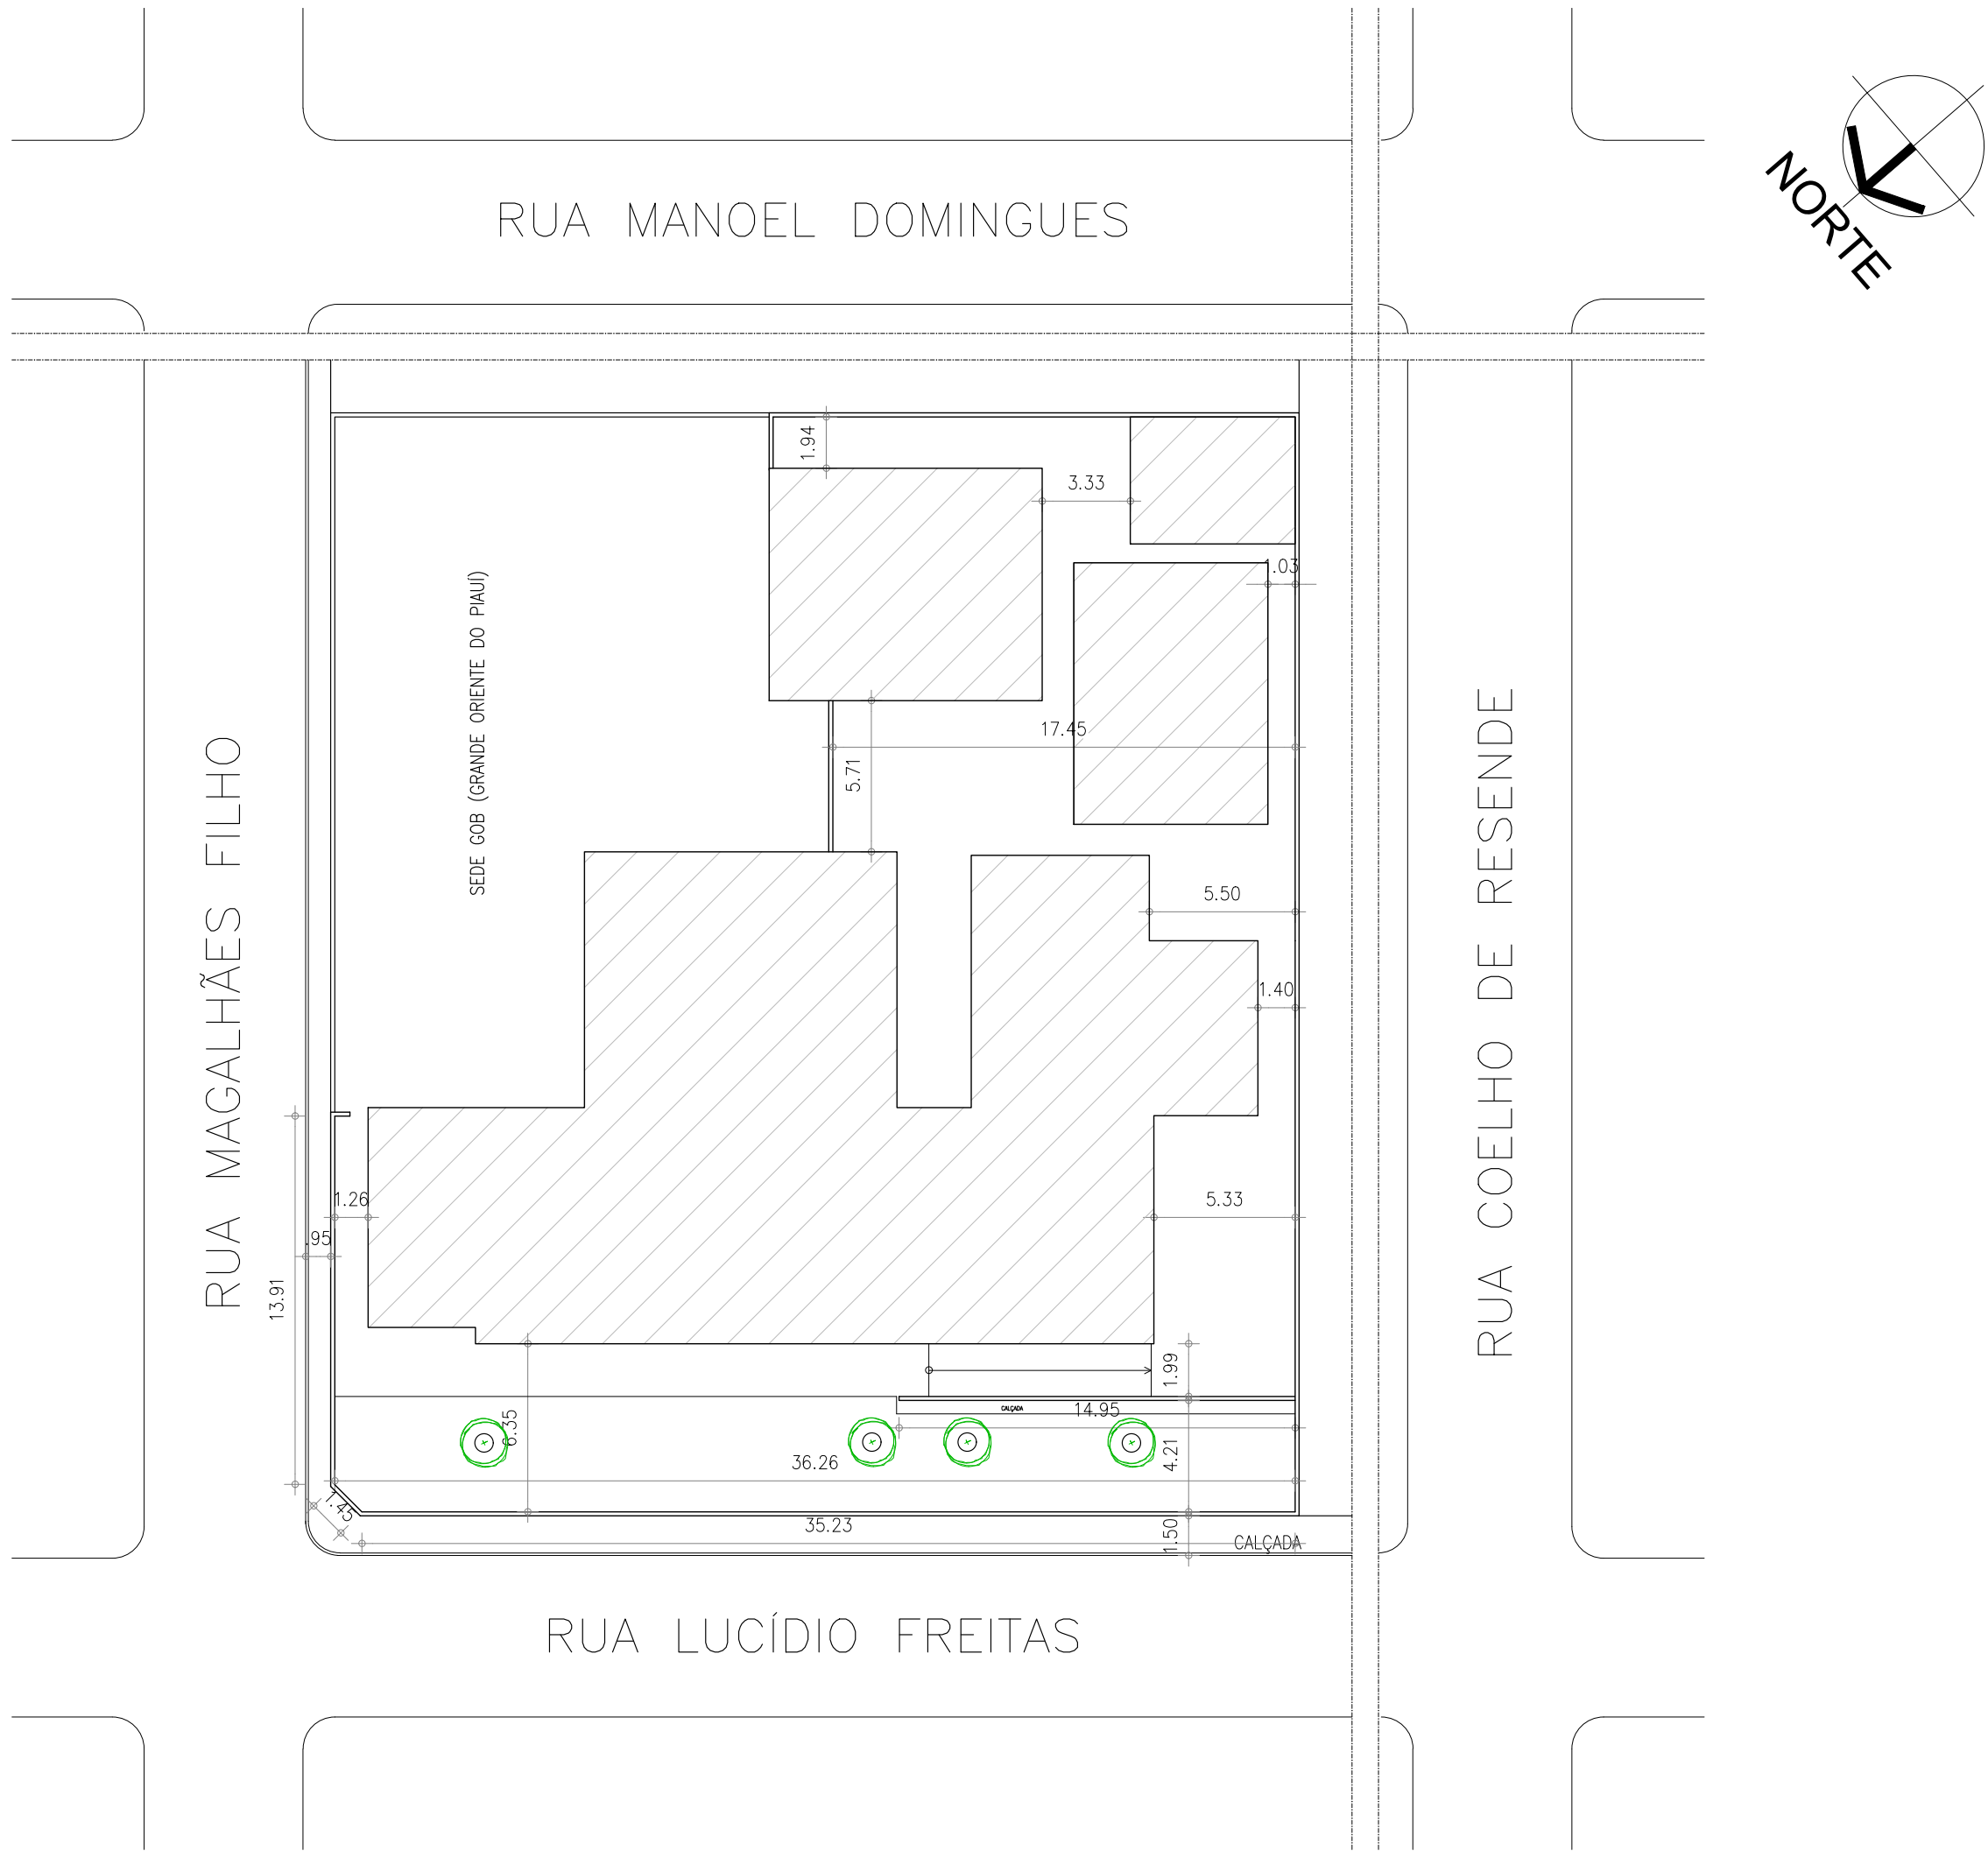 RUA MANOEL DOMINGUES
NORTE
1.94
3.33
1.03
SEDE GOB (GRANDE ORIENTE DO PIAUÍ)
17.45
5.71
RUA MAGALHÃES FILHO
RUA COELHO DE RESENDE
5.50
1.40
1.26
5.33
.95
13.91
1.99
CALÇADA
14.95
6.35
4.21
36.26
1.45
35.23
1.50
CALÇADA
RUA LUCÍDIO FREITAS